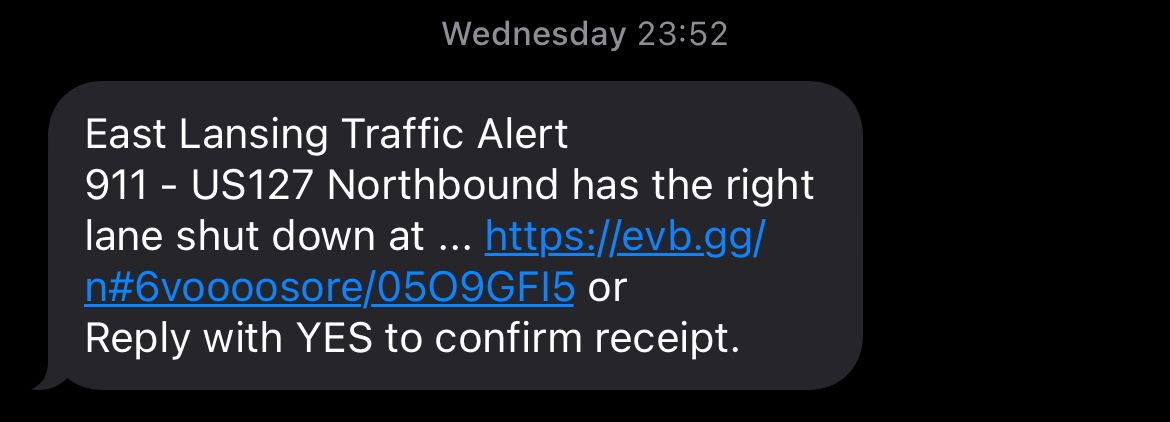 Wednesday 23:52
East Lansing Traffic Alert
911 - US127 Northbound has the right
lane shut down at ... https://evb.gg/
n#6voooosore/05O9GFI5 or
Reply with YES to confirm receipt.